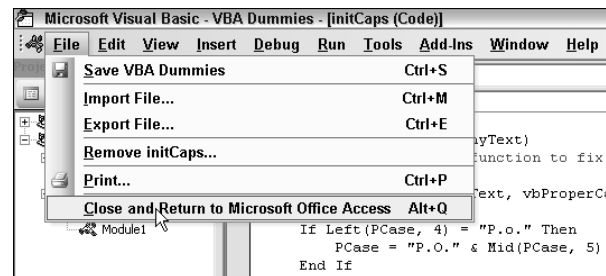 Microsoft Visual Basic - VBA Dummies - [initCaps (Code)]
File Edit View Insert Debug Run Tools Add-Ins Window Help
Save VBA Dummies Ctrl+S
Import File... Ctrl+M
Export File... Ctrl+E
yText)
Remove initCaps...
function to fix
Print... Ctrl+P
ext, vbProperCa
Close and Return to Microsoft Office Access Alt+Q
Module1
If Left(PCase, 4) = "P.o." Then
PCase = "P.O." & Mid(PCase, 5)
End If